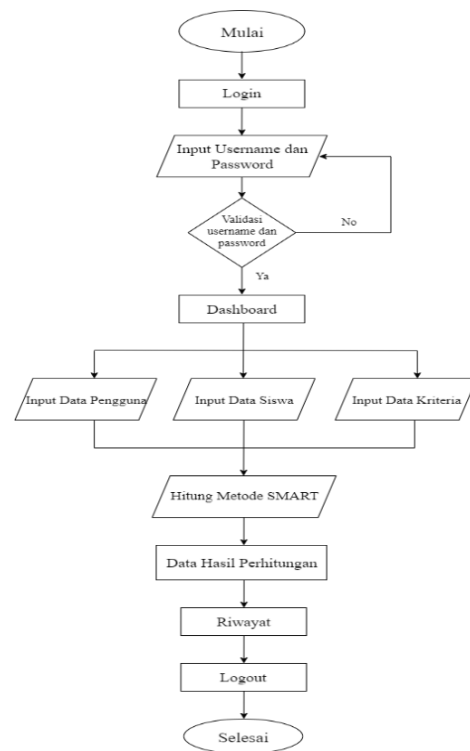 Mulai
Login
Input Username dan
Password
Validasi
username dan
password
No
Ya
Dashboard
Input Data Pengguna
Input Data Siswa
Input Data Kriteria
Hitung Metode SMART
Data Hasil Perhitungan
Riwayat
Logout
Selesai